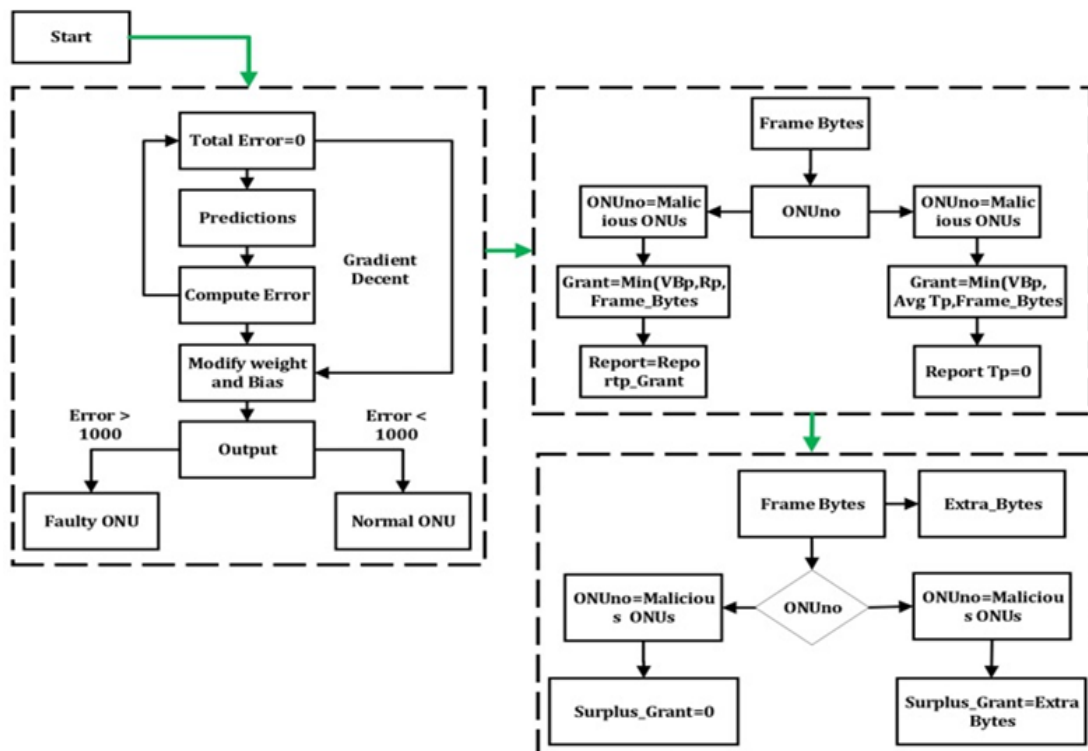 Start
Total Error=0
Predictions
Gradient
Decent
Compute Error
Modify weight
and Bias
Error >
1000
Error <
1000
Output
Faulty ONU
Normal ONU
Frame Bytes
ONUno=Malic
ious ONUs
ONUno
ONUno=Malic
ious ONUs
Grant=Min(VBp,Rp,
Frame_Bytes
Grant=Min(VBp,
Avg Tp,Frame_Bytes
Report=Repo
rtp_Grant
Report Tp=0
Frame Bytes
Extra_Bytes
ONUno=Maliciou
s ONUs
ONUno
ONUno=Malicio
us ONUs
Surplus_Grant=0
Surplus_Grant=Extra
Bytes